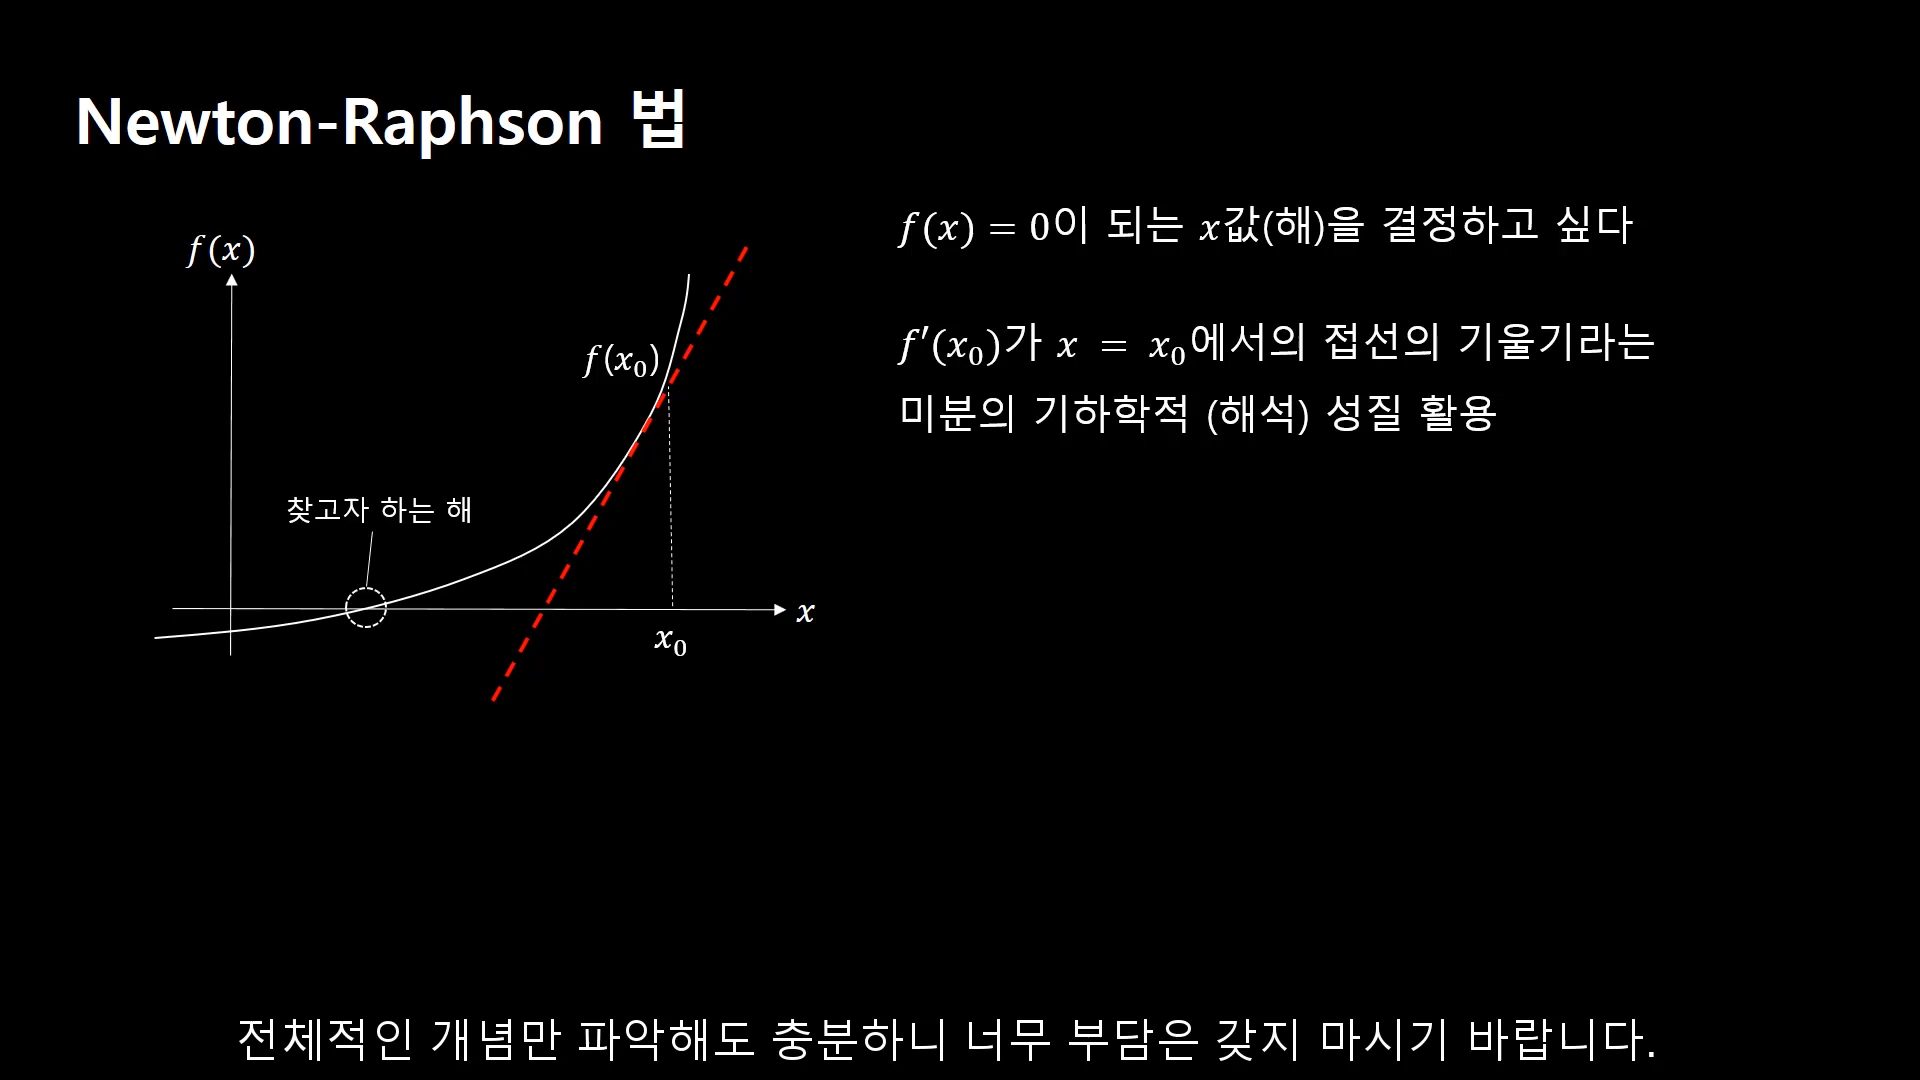 Newton-Raphson 법
f(x) = 0이 되는 x값(해)을 결정하고 싶다
f′(x₀)가 x = x₀에서의 접선의 기울기라는
미분의 기하학적 (해석) 성질 활용
f(x)
f(x₀)
찾고자 하는 해
x
x₀
전체적인 개념만 파악해도 충분하니 너무 부담은 갖지 마시기 바랍니다.